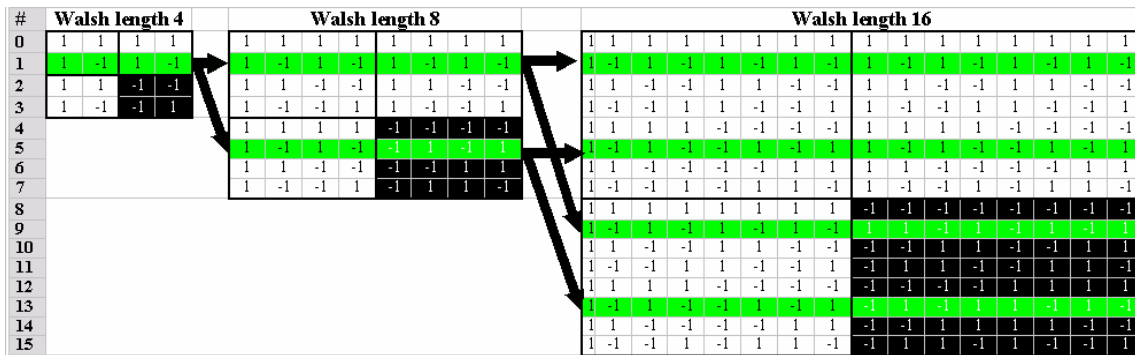 # Walsh length 4 Walsh length 8 Walsh length 16
0 1 1 1 1 1 1 1 1 1 1 1 1 1 1 1 1 1 1 1 1 1 1 1 1 1 1 1 1
1 1 -1 1 -1 1 -1 1 -1 1 -1 1 -1 1 -1 1 -1 1 -1 1 -1 1 -1 1 -1 1 -1 1 -1
2 1 1 -1 -1 1 1 -1 -1 1 1 -1 -1 1 1 -1 -1 1 1 -1 -1 1 1 -1 -1 1 1 -1 -1
3 1 -1 -1 1 1 -1 -1 1 1 -1 -1 1 1 -1 -1 1 1 -1 -1 1 1 -1 -1 1 1 -1 -1 1
4 1 1 1 1 -1 -1 -1 -1 1 1 1 1 -1 -1 -1 -1 1 1 1 1 -1 -1 -1 -1
5 1 -1 1 -1 -1 1 -1 1 1 -1 1 -1 -1 1 -1 1 1 -1 1 -1 -1 1 -1 1
6 1 1 -1 -1 -1 -1 1 1 1 1 -1 -1 -1 -1 1 1 1 1 -1 -1 -1 -1 1 1
7 1 -1 -1 1 -1 1 1 -1 1 -1 -1 1 -1 1 1 -1 1 -1 -1 1 -1 1 1 -1
8 1 1 1 1 1 1 1 1 -1 -1 -1 -1 -1 -1 -1 -1
9 1 -1 1 -1 1 -1 1 -1 -1 1 -1 1 -1 1 -1 1
10 1 1 -1 -1 1 1 -1 -1 -1 -1 1 1 -1 -1 1 1
11 1 -1 -1 1 1 -1 -1 1 -1 1 1 -1 -1 1 1 -1
12 1 1 1 1 -1 -1 -1 -1 -1 -1 -1 -1 1 1 1 1
13 1 -1 1 -1 -1 1 -1 1 -1 1 -1 1 1 -1 1 -1
14 1 1 -1 -1 -1 -1 1 1 -1 -1 1 1 1 1 -1 -1
15 1 -1 -1 1 -1 1 1 -1 -1 1 1 -1 1 -1 -1 1